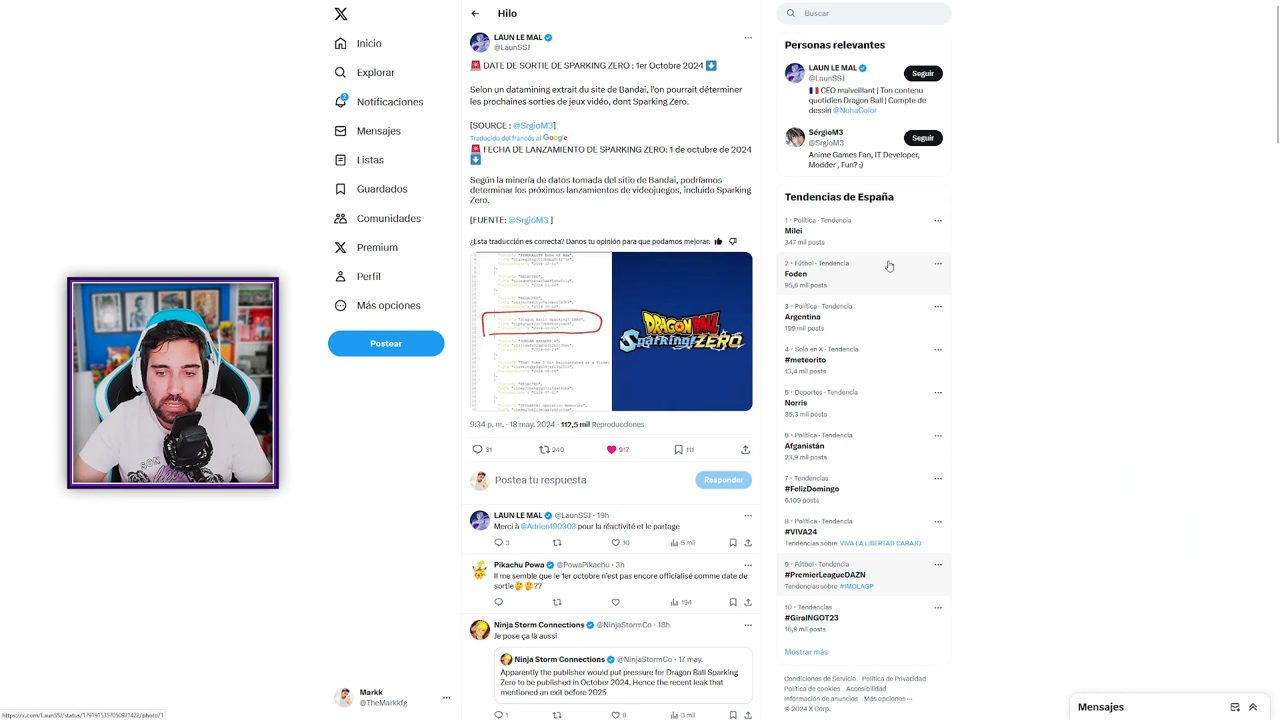 Inicio
Explorar
2
Notificaciones
Mensajes
Listas
Guardados
Comunidades
Premium
Perfil
Más opciones
Postear
Markk
@TheMarkkfg
Hilo
LAUN LE MAL
@LaunSSJ
🚨 DATE DE SORTIE DE SPARKING ZERO : 1er Octobre 2024 ⬇️
Selon un datamining extrait du site de Bandai, l'on pourrait déterminer
les prochaines sorties de jeux vidéo, dont Sparking Zero.
[SOURCE : @SrgioM3]
Traducido del francés al Google
🚨 FECHA DE LANZAMIENTO DE SPARKING ZERO: 1 de octubre de 2024
⬇️
Según la minería de datos tomada del sitio de Bandai, podríamos
determinar los próximos lanzamientos de videojuegos, incluido Sparking
Zero.
[FUENTE: @SrgioM3 ]
¿Esta traducción es correcta? Danos tu opinión para que podamos mejorar:
DRAGON BALL
Sparking! ZERO
9:34 p. m. · 18 may. 2024 · 112,5 mil Reproducciones
31 240 917 111
Postea tu respuesta
Responder
LAUN LE MAL @LaunSSJ · 19h
Merci à @Adrien190303 pour la réactivité et le partage
3 10 5 mil
Pikachu Powa @PowaPikachu · 3h
Il me semble que le 1er octobre n'est pas encore officialisé comme date de
sortie🤔🤔??
194
Ninja Storm Connections @NinjaStormCo · 18h
Je pose ça là aussi
Ninja Storm Connections @NinjaStormCo · 17 may.
Apparently the publisher would put pressure for Dragon Ball Sparking
Zero to be published in October 2024. Hence the recent leak that
mentioned an exit before 2025
1 8 3 mil
Buscar
Personas relevantes
LAUN LE MAL
@LaunSSJ
Seguir
🇫🇷 CEO malveillant | Ton contenu
quotidien Dragon Ball | Compte de
dessin @NohaColor
SérgioM3
@SrgioM3
Seguir
Anime Games Fan, IT Developer,
Modder , Fun? ;)
Tendencias de España
1 · Política · Tendencia
Milei
347 mil posts
2 · Fútbol · Tendencia
Foden
95,6 mil posts
3 · Política · Tendencia
Argentina
199 mil posts
4 · Solo en X · Tendencia
#meteorito
13,4 mil posts
5 · Deportes · Tendencia
Norris
35,3 mil posts
6 · Política · Tendencia
Afganistán
23,9 mil posts
7 · Tendencias
#FelizDomingo
6.109 posts
8 · Política · Tendencia
#VIVA24
Tendencias sobre VIVA LA LIBERTAD CARAJO
9 · Fútbol · Tendencia
#PremierLeagueDAZN
Tendencias sobre #IMOLAGP
10 · Tendencias
#GiraINGOT23
16,9 mil posts
Mostrar más
Condiciones de Servicio Política de Privacidad
Política de cookies Accesibilidad
Información de anuncios Más opciones ···
© 2024 X Corp.
Mensajes